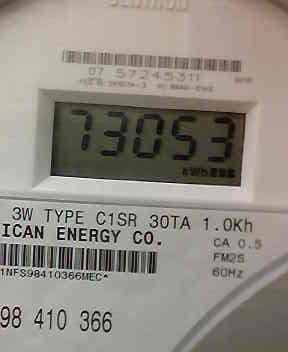 07 57245311
73053
kWh
3W TYPE C1SR 30TA 1.0Kh
ICAN ENERGY CO.
CA 0.5
FM2S
60Hz
1NFS98410366MEC*
98 410 366